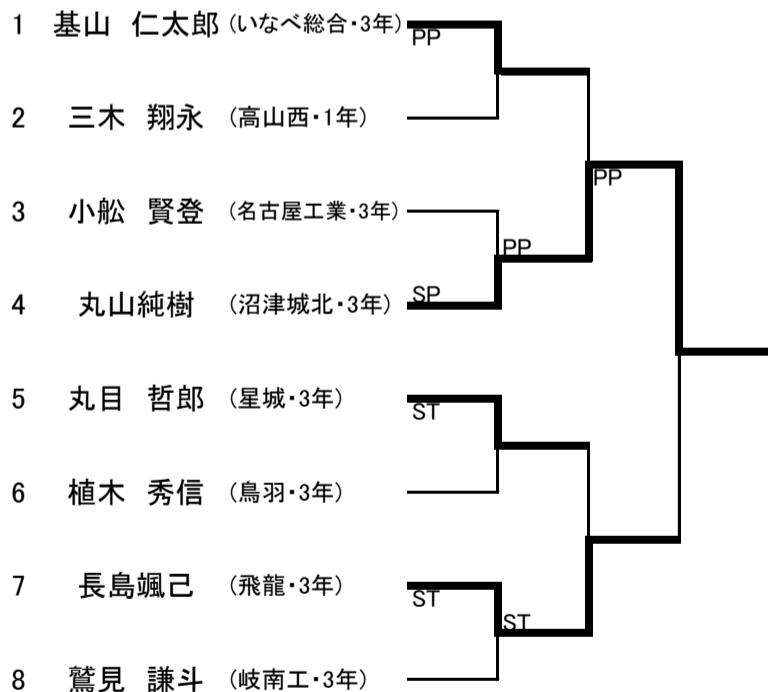 1 基山 仁太郎 (いなべ総合・3年)
PP
2 三木 翔永 (高山西・1年)
PP
3 小舩 賢登 (名古屋工業・3年)
PP
4 丸山純樹 (沼津城北・3年)
SP
5 丸目 哲郎 (星城・3年)
ST
6 植木 秀信 (鳥羽・3年)
7 長島颯己 (飛龍・3年)
ST
ST
8 鷲見 謙斗 (岐南工・3年)